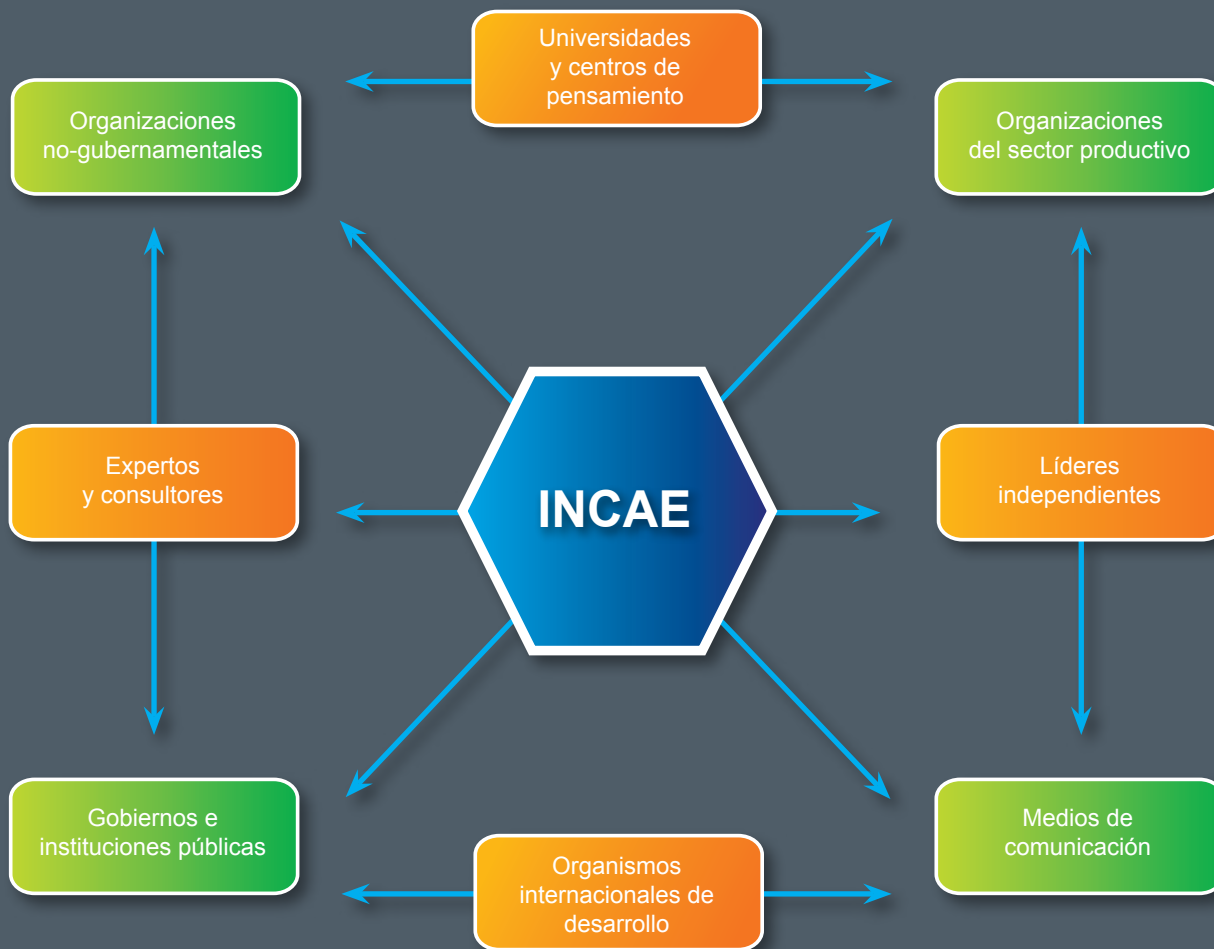 Universidades
y centros de
pensamiento
Organizaciones
no-gubernamentales
Organizaciones
del sector productivo
Expertos
y consultores
INCAE
Líderes
independientes
Gobiernos e
instituciones públicas
Organismos
internacionales de
desarrollo
Medios de
comunicación